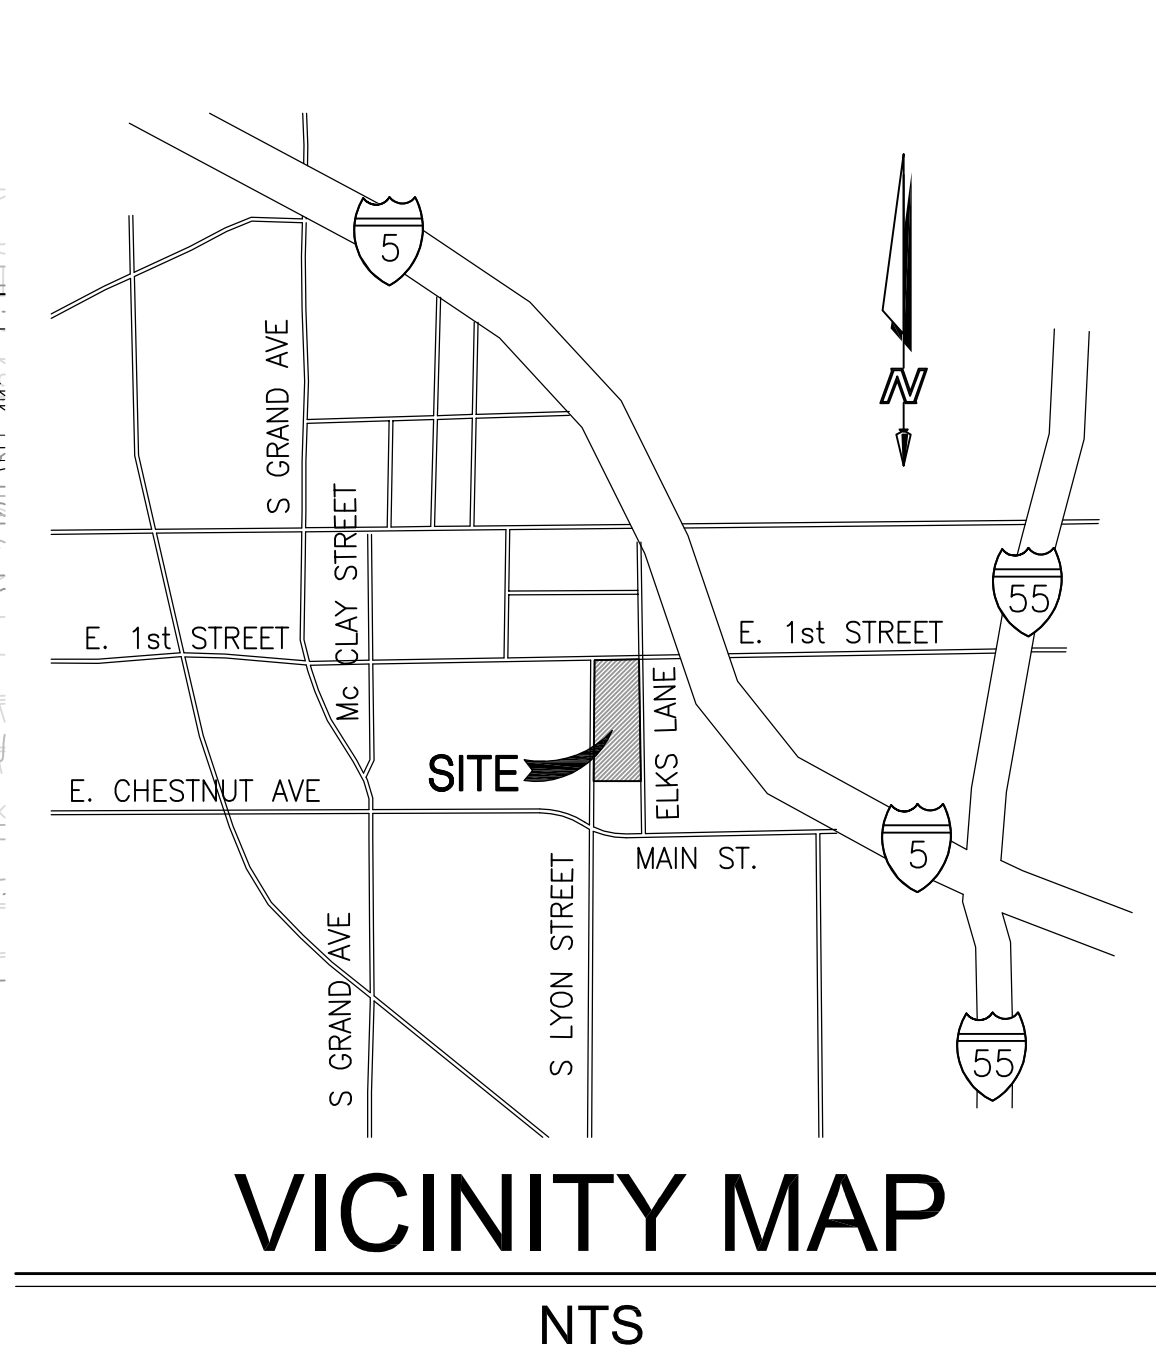 5
S GRAND AVE
N
Mc CLAY STREET
55
E. 1st STREET
E. 1st STREET
ELKS LANE
SITE
E. CHESTNUT AVE
5
MAIN ST.
S LYON STREET
S GRAND AVE
55
VICINITY MAP
NTS